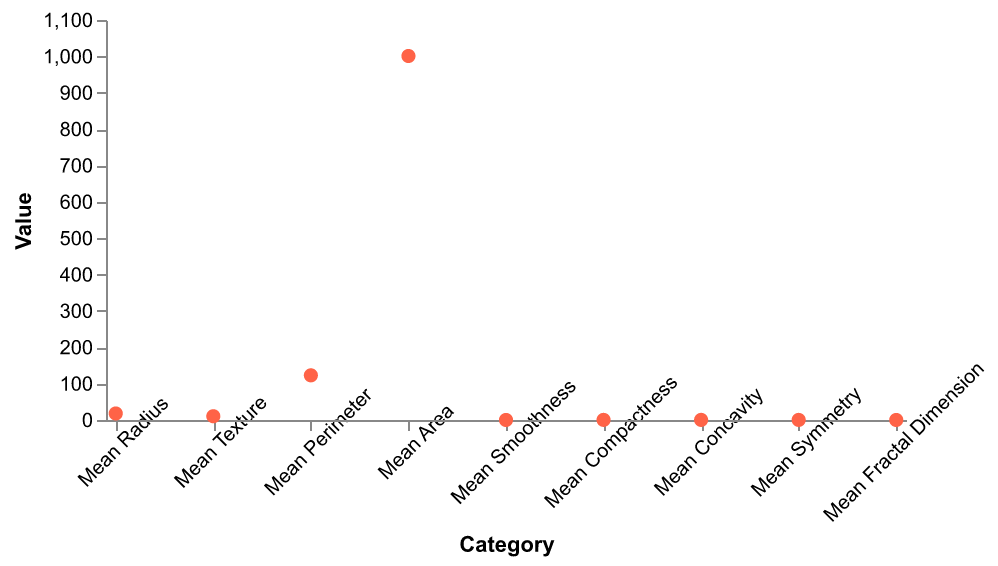 1,100
1,000
900
800
700
600
500
400
300
200
100
0
Value
Mean Radius
Mean Texture
Mean Perimeter
Mean Area
Mean Smoothness
Mean Compactness
Mean Concavity
Mean Symmetry
Mean Fractal Dimension
Category